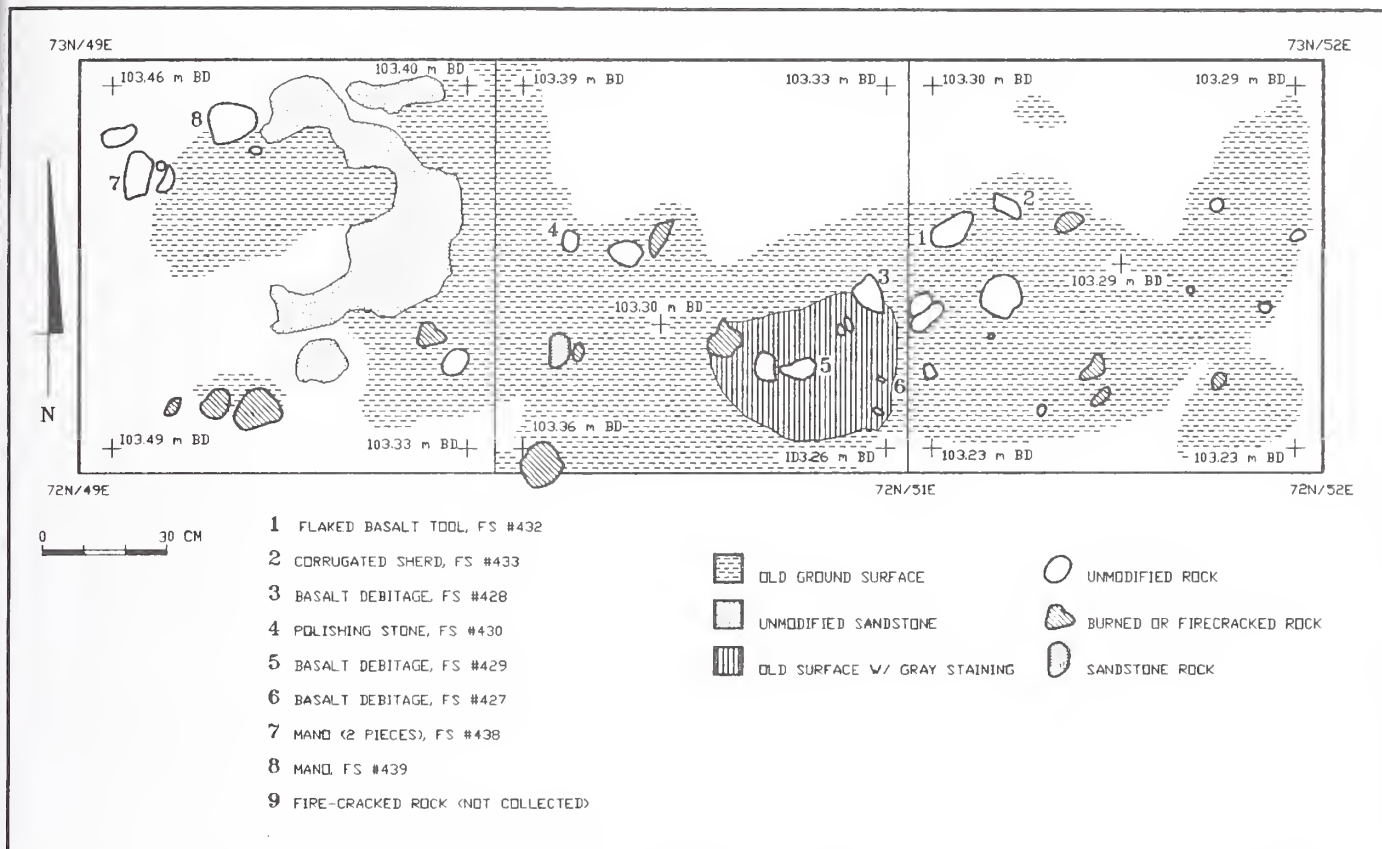 73N/49E
73N/52E
103.46 m BD
103.40 m BD
103.39 m BD
103.33 m BD
103.30 m BD
103.29 m BD
8
7
2
1
4
3
103.29 m BD
103.30 m BD
5
6
N
103.49 m BD
103.33 m BD
103.36 m BD
103.26 m BD
103.23 m BD
103.23 m BD
72N/49E
72N/51E
72N/52E
0 30 CM
1 FLAKED BASALT TOOL, FS #432
2 CORRUGATED SHERD, FS #433
3 BASALT DEBITAGE, FS #428
4 POLISHING STONE, FS #430
5 BASALT DEBITAGE, FS #429
6 BASALT DEBITAGE, FS #427
7 MANO (2 PIECES), FS #438
8 MANO, FS #439
9 FIRE-CRACKED ROCK (NOT COLLECTED)
OLD GROUND SURFACE
UNMODIFIED SANDSTONE
OLD SURFACE W/ GRAY STAINING
UNMODIFIED ROCK
BURNED OR FIRECRACKED ROCK
SANDSTONE ROCK